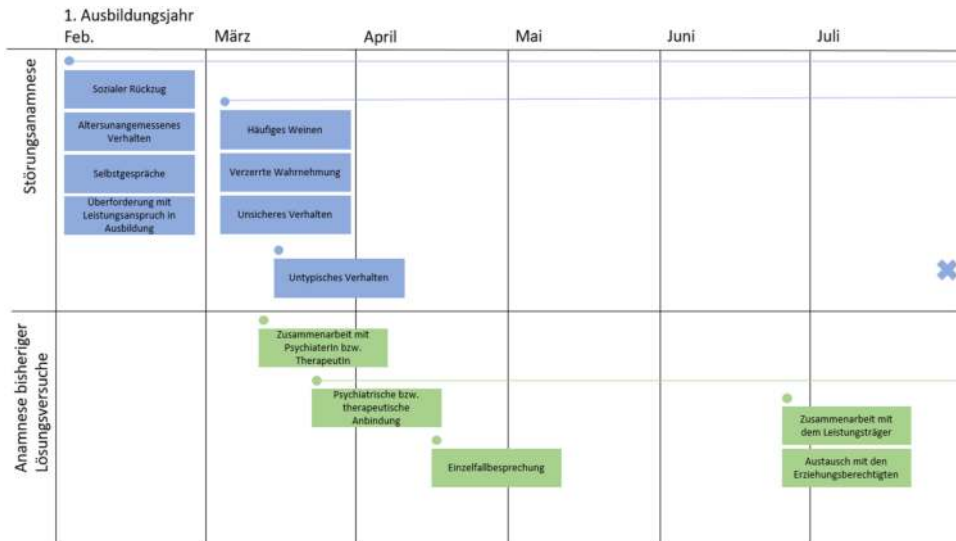 1. Ausbildungsjahr
Feb.
März
April
Mai
Juni
Juli
Störungsanamnese
Sozialer Rückzug
Altersunangemessenes
Verhalten
Selbstgespräche
Überforderung mit
Leistungsanspruch in
Ausbildung
Häufiges Weinen
Verzerrte Wahrnehmung
Unsicheres Verhalten
Untypisches Verhalten
Anamnese bisheriger
Lösungsversuche
Zusammenarbeit mit
PsychiaterIn bzw.
TherapeutIn
Psychiatrische bzw.
therapeutische
Anbindung
Einzelfallbesprechung
Zusammenarbeit mit
dem Leistungsträger
Austausch mit den
Erziehungsberechtigten